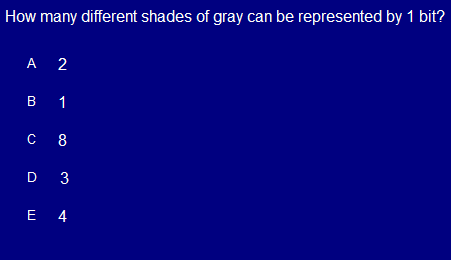 How many different shades of gray can be represented by 1 bit?
A 2
B 1
C 8
D 3
E 4